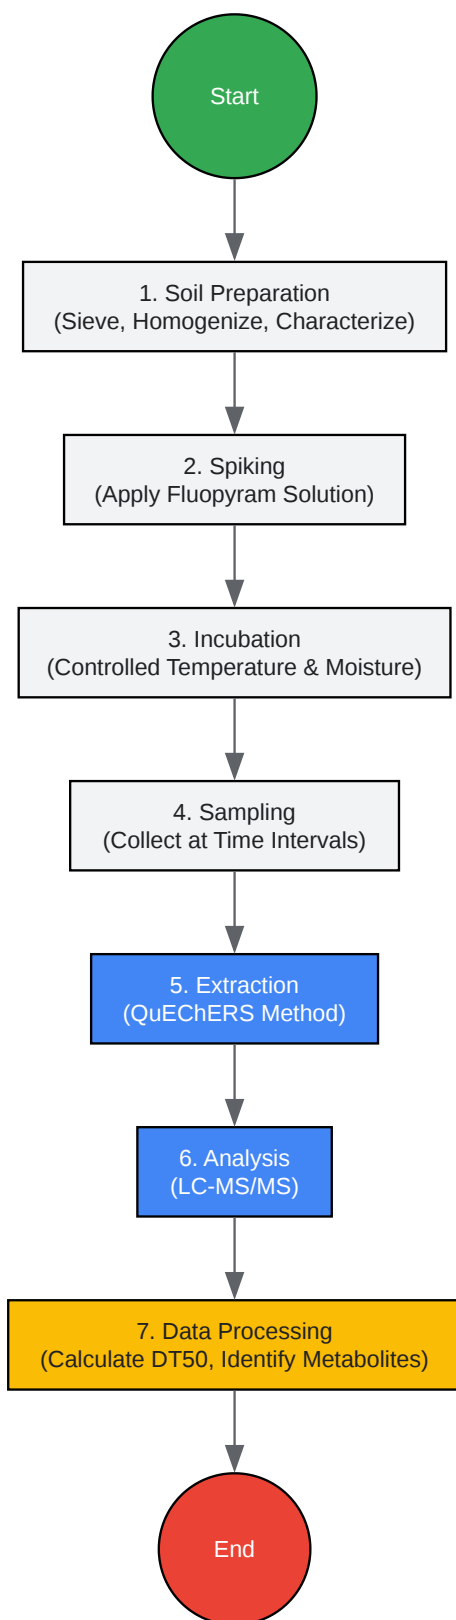 Start
1. Soil Preparation
(Sieve, Homogenize, Characterize)
2. Spiking
(Apply Fluopyram Solution)
3. Incubation
(Controlled Temperature & Moisture)
4. Sampling
(Collect at Time Intervals)
5. Extraction
(QuEChERS Method)
6. Analysis
(LC-MS/MS)
7. Data Processing
(Calculate DT50, Identify Metabolites)
End